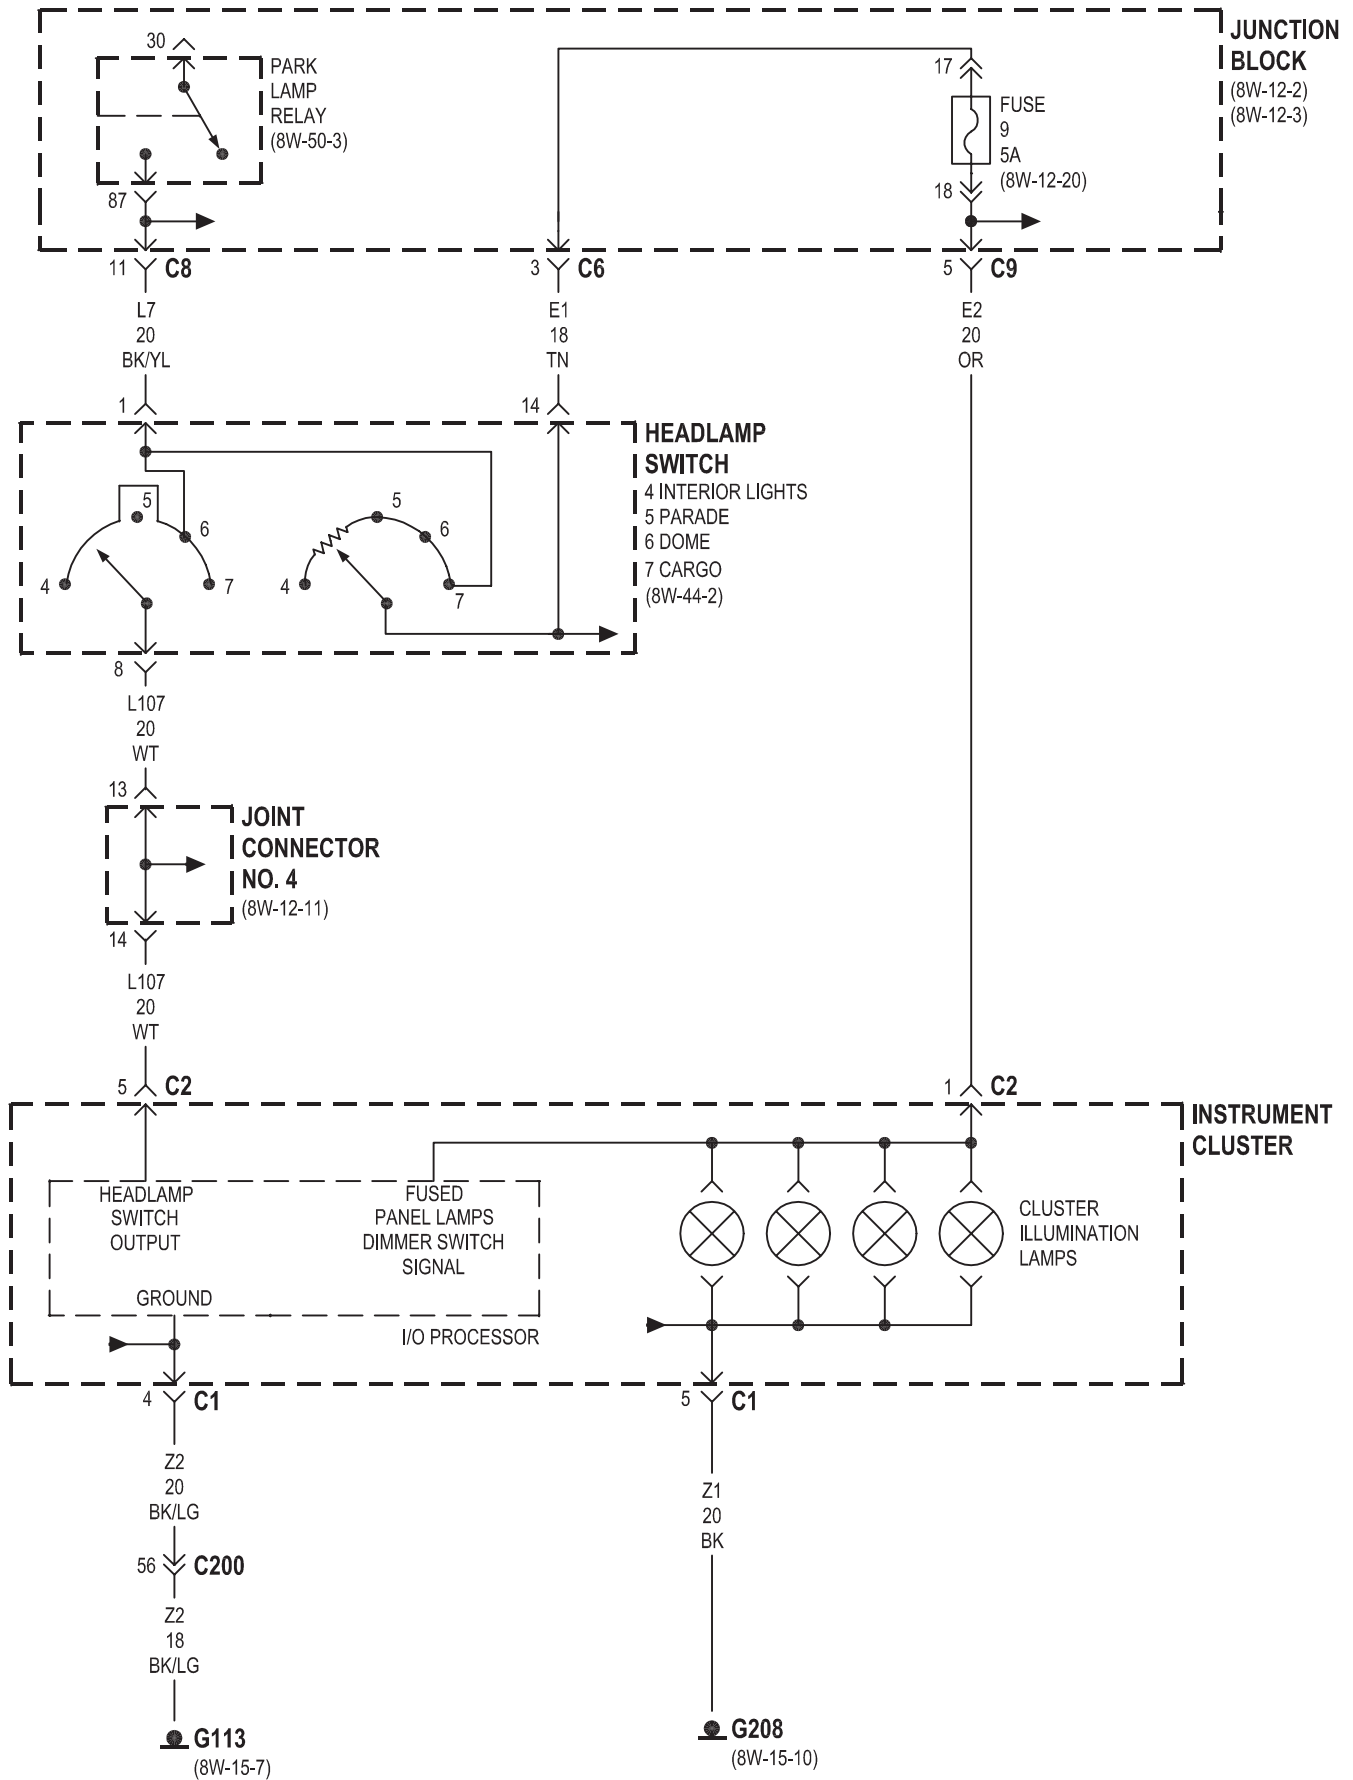 30
PARK
LAMP
RELAY
(8W-50-3)
87
17
FUSE
9
5A
(8W-12-20)
18
JUNCTION
BLOCK
(8W-12-2)
(8W-12-3)
11 C8
3 C6
5 C9
L7
20
BK/YL
E1
18
TN
E2
20
OR
1
14
HEADLAMP
SWITCH
4 INTERIOR LIGHTS
5 PARADE
6 DOME
7 CARGO
(8W-44-2)
4
5
6
7
4
5
6
7
8
L107
20
WT
13
JOINT
CONNECTOR
NO. 4
(8W-12-11)
14
L107
20
WT
5 C2
1 C2
INSTRUMENT
CLUSTER
HEADLAMP
SWITCH
OUTPUT
FUSED
PANEL LAMPS
DIMMER SWITCH
SIGNAL
GROUND
I/O PROCESSOR
CLUSTER
ILLUMINATION
LAMPS
4 C1
5 C1
Z2
20
BK/LG
56 C200
Z2
18
BK/LG
G113
(8W-15-7)
Z1
20
BK
G208
(8W-15-10)